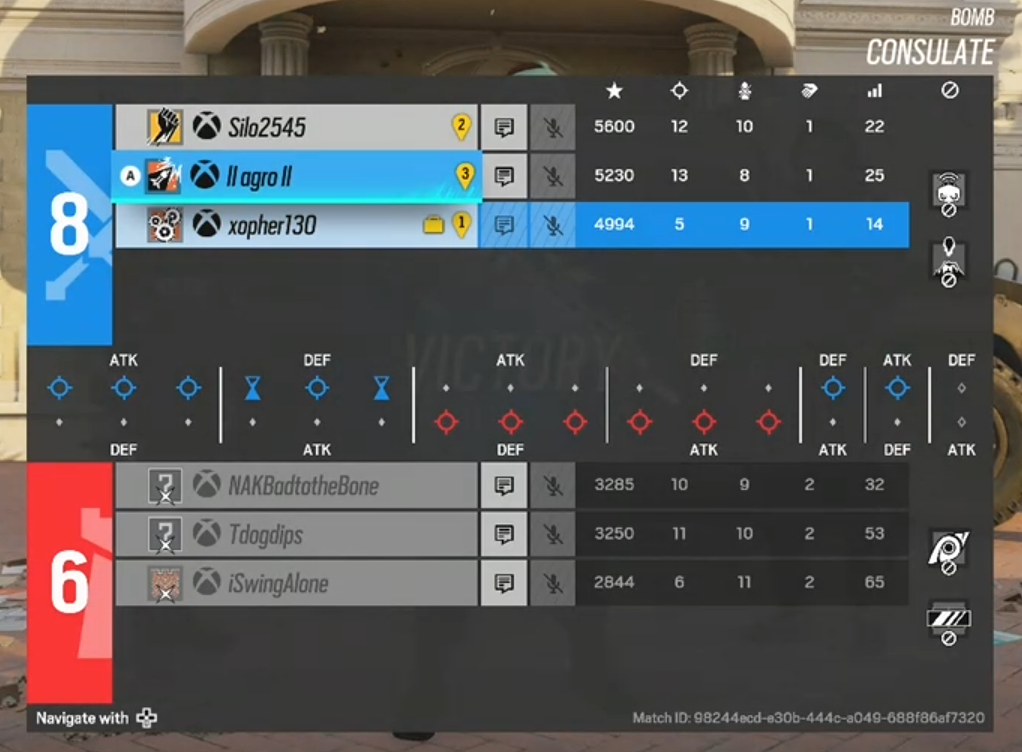 BOMB
CONSULATE
8
Silo2545 2 5600 12 10 1 22
A ll agro ll 3 5230 13 8 1 25
xopher130 1 4994 5 9 1 14
VICTORY
ATK DEF ATK DEF DEF ATK DEF
DEF ATK DEF ATK ATK DEF ATK
6
? NAKBadtotheBone 3285 10 9 2 32
? Tdogdips 3250 11 10 2 53
iSwingAlone 2844 6 11 2 65
Navigate with
Match ID: 98244ecd-e30b-444c-a049-688f86af7320